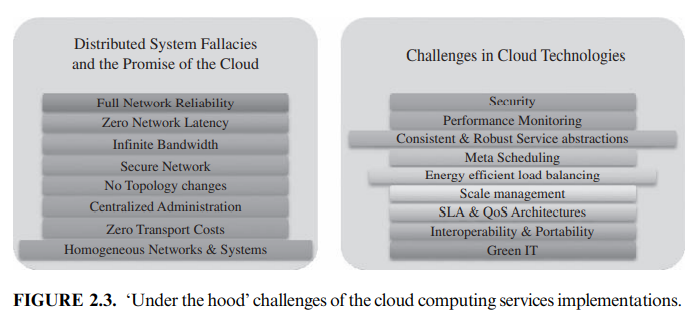 Distributed System Fallacies
and the Promise of the Cloud
Full Network Reliability
Zero Network Latency
Infinite Bandwidth
Secure Network
No Topology changes
Centralized Administration
Zero Transport Costs
Homogeneous Networks & Systems
Challenges in Cloud Technologies
Security
Performance Monitoring
Consistent & Robust Service abstractions
Meta Scheduling
Energy efficient load balancing
Scale management
SLA & QoS Architectures
Interoperability & Portability
Green IT
FIGURE 2.3. ‘Under the hood’ challenges of the cloud computing services implementations.